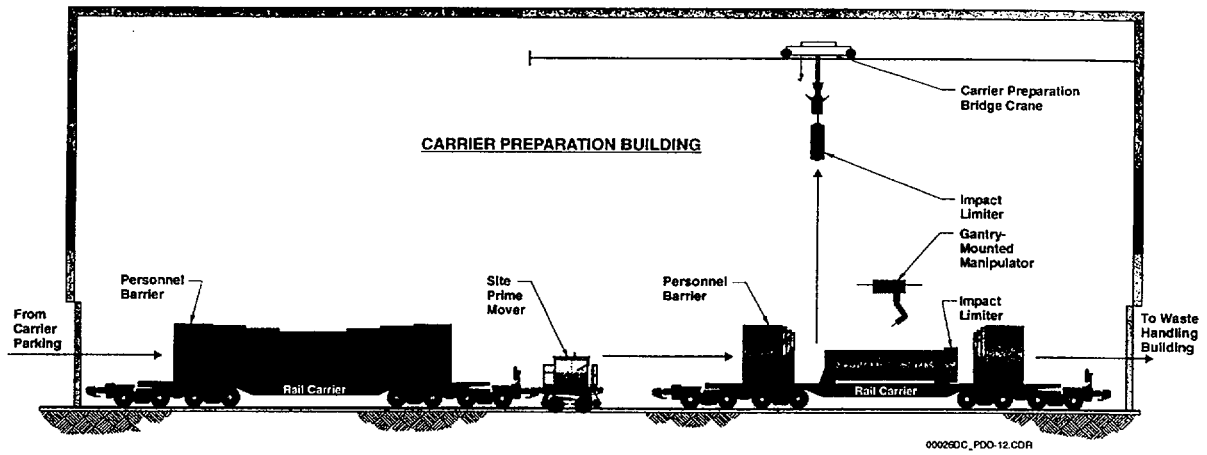 CARRIER PREPARATION BUILDING
Carrier Preparation
Bridge Crane
Impact
Limiter
Gantry-
Mounted
Manipulator
Personnel
Barrier
Site
Prime
Mover
Personnel
Barrier
Impact
Limiter
From
Carrier
Parking
To Waste
Handling
Building
Rail Carrier
Rail Carrier
00026DC_PDO-12.CDR